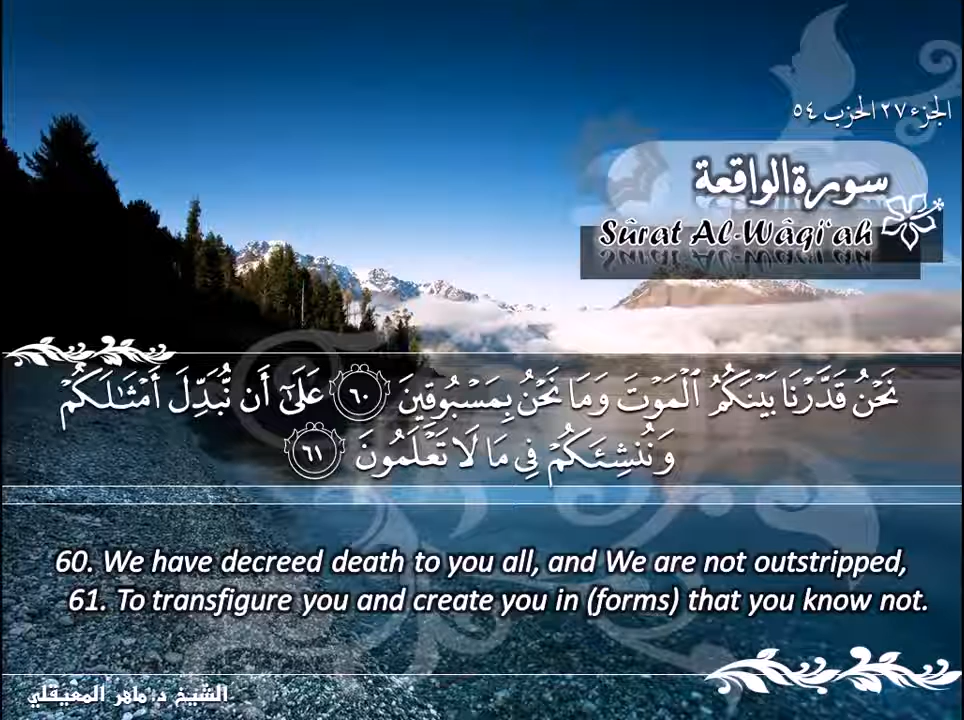 الجزء ٢٧ الحزب ٥٤
سورة الواقعة
Sûrat Al-Wâqi'ah
نَحْنُ قَدَّرْنَا بَيْنَكُمُ ٱلْمَوْتَ وَمَا نَحْنُ بِمَسْبُوقِينَ ٦٠ عَلَىٰٓ أَن نُّبَدِّلَ أَمْثَـٰلَكُمْ
وَنُنشِئَكُمْ فِى مَا لَا تَعْلَمُونَ ٦١
60. We have decreed death to you all, and We are not outstripped,
61. To transfigure you and create you in (forms) that you know not.
الشيخ د. ماهر المعيقلي